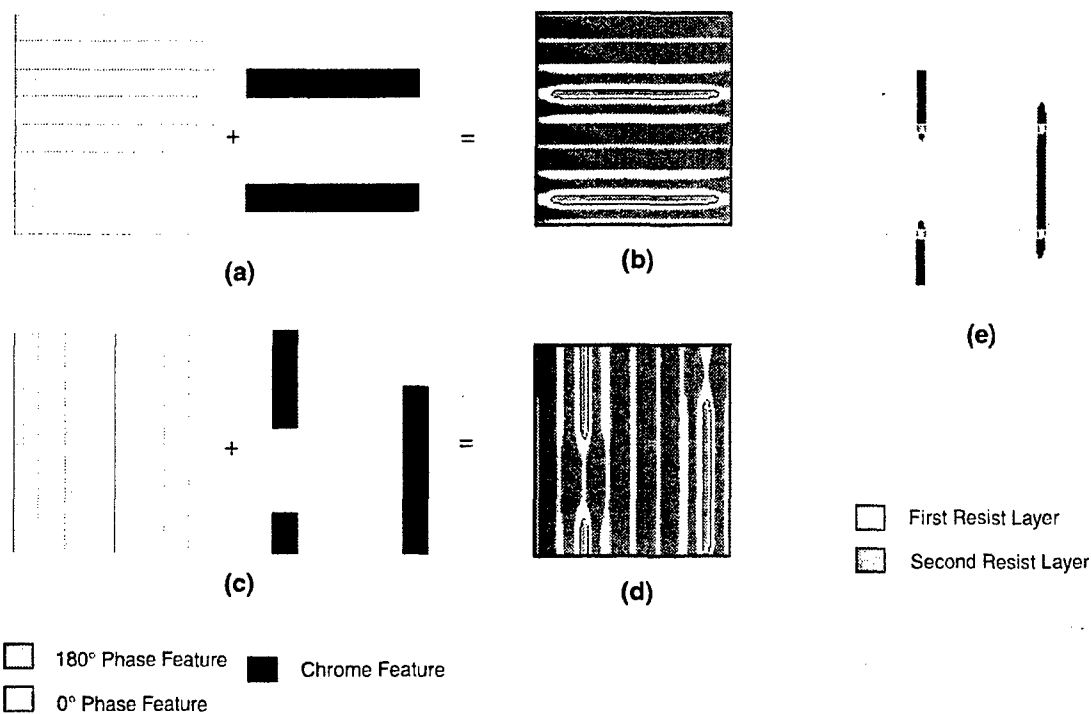 +
=
(a)
(b)
(e)
+
=
(c)
(d)
First Resist Layer
Second Resist Layer
180° Phase Feature
Chrome Feature
0° Phase Feature